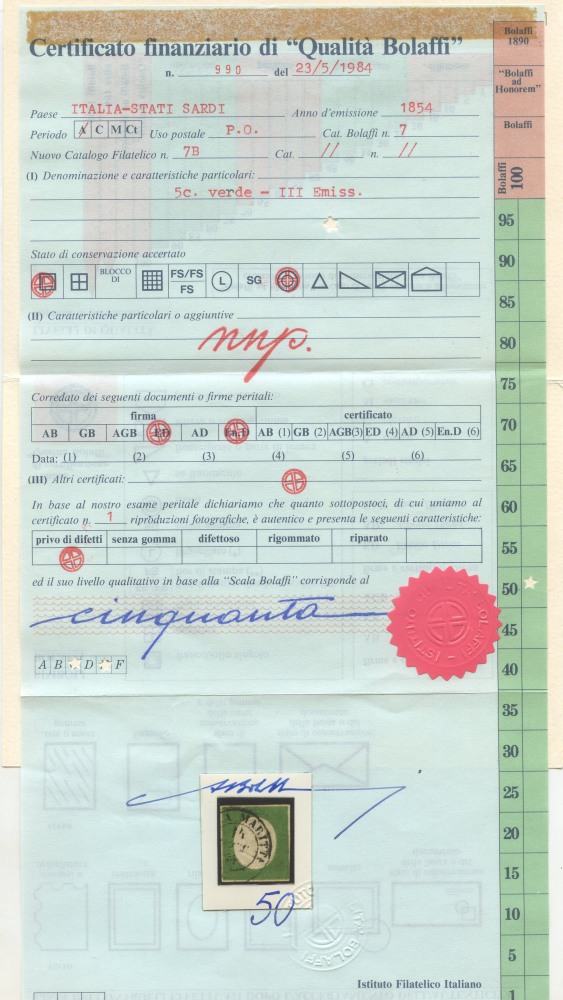 Certificato finanziario di “Qualità Bolaffi”
n. 990 del 23/5/1984
Paese ITALIA-STATI SARDI Anno d'emissione 1854
Periodo A C M Ct Uso postale P.O. Cat. Bolaffi n. 7
Nuovo Catalogo Filatelico n. 7B Cat. // n. //
(I) Denominazione e caratteristiche particolari:
5c. verde - III Emiss.
Stato di conservazione accertato
BLOCCO DI FS/FS FS L SG
(II) Caratteristiche particolari o aggiuntive
nnp.
Corredato dei seguenti documenti o firme peritali:
firma certificato
AB GB AGB ED AD En.D AB (1) GB (2) AGB(3) ED (4) AD (5) En.D (6)
Data: (1) (2) (3) (4) (5) (6)
(III) Altri certificati:
In base al nostro esame peritale dichiariamo che quanto sottopostoci, di cui uniamo al
certificato n. 1 riproduzioni fotografiche, è autentico e presenta le seguenti caratteristiche:
privo di difetti senza gomma difettoso rigommato riparato
ed il suo livello qualitativo in base alla “Scala Bolaffi” corrisponde al
cinquanta
A B D F
50
Istituto Filatelico Italiano
Bolaffi
1890
“Bolaffi
ad
Honorem”
Bolaffi
Bolaffi 100
95
90
85
80
75
70
65
60
55
50
45
40
35
30
25
20
15
10
5
1